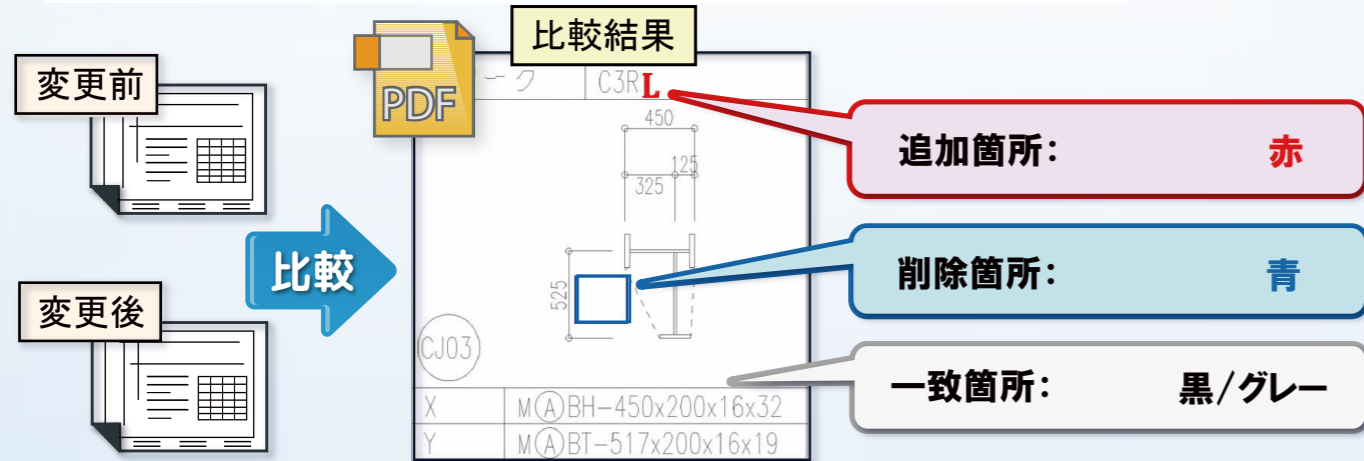 変更前
変更後
比較
PDF
比較結果
ーク C3RL
450
125
325
525
CJ03
X MⒶBH-450x200x16x32
Y MⒶBT-517x200x16x19
追加箇所: 赤
削除箇所: 青
一致箇所: 黒/グレー